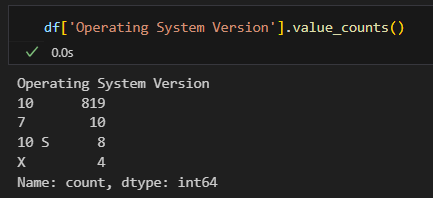 df['Operating System Version'].value_counts()
0.0s
Operating System Version
10      819
7        10
10 S      8
X         4
Name: count, dtype: int64